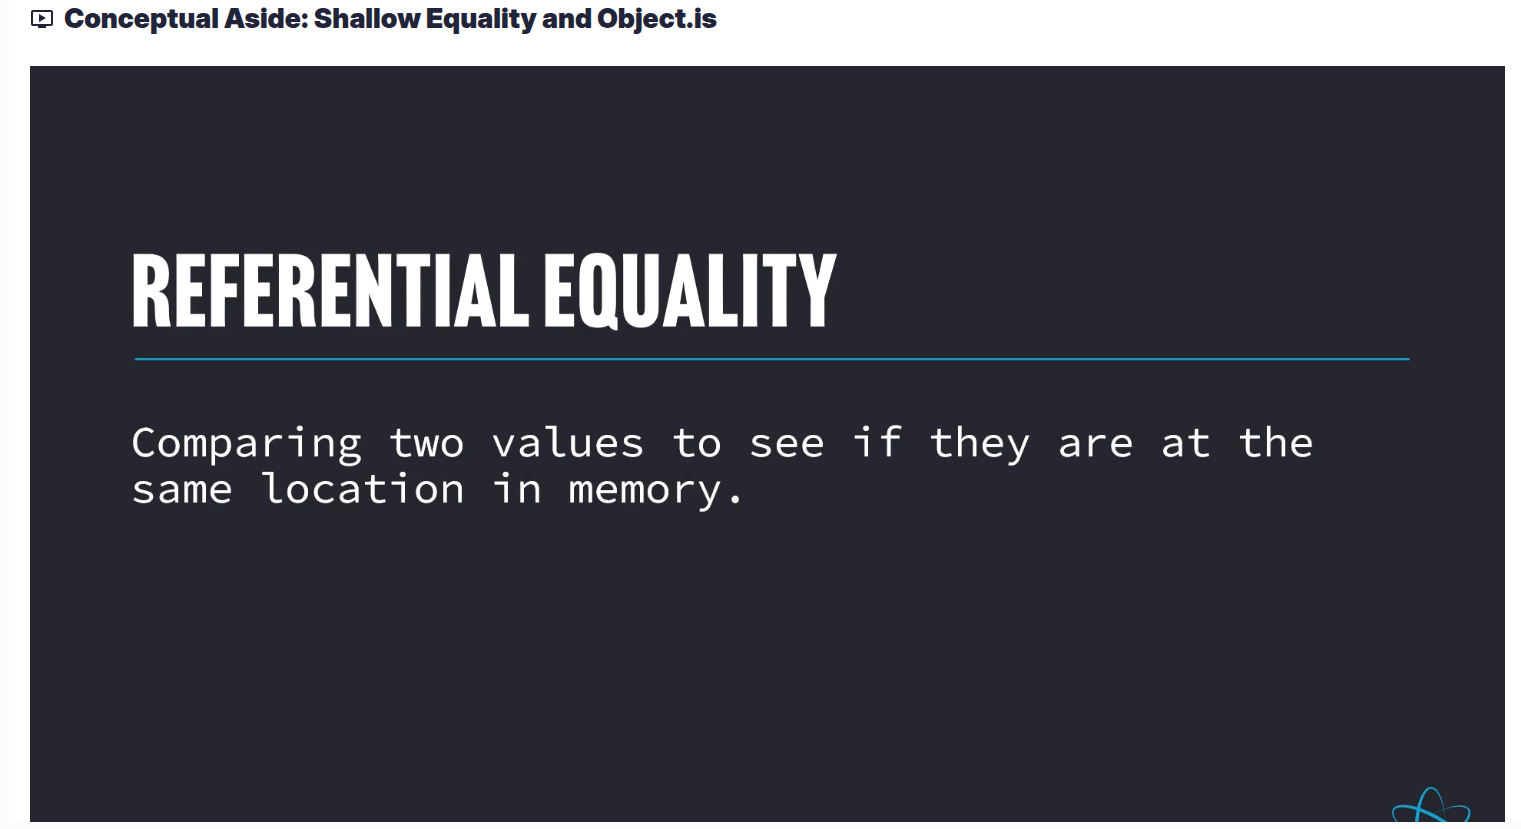 Conceptual Aside: Shallow Equality and Object.is
REFERENTIAL EQUALITY
Comparing two values to see if they are at the
same location in memory.